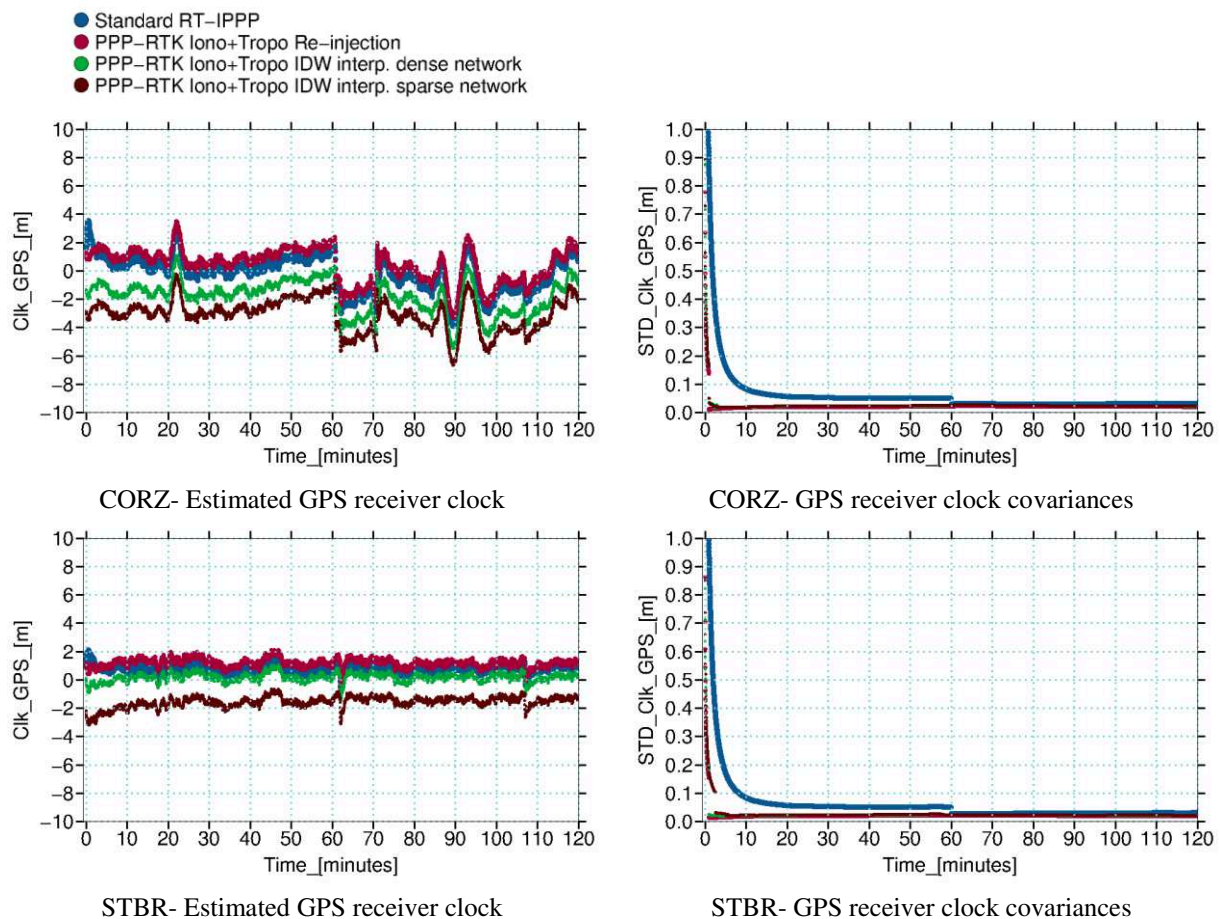 Standard RT-IPPP
PPP-RTK Iono+Tropo Re-injection
PPP-RTK Iono+Tropo IDW interp. dense network
PPP-RTK Iono+Tropo IDW interp. sparse network
10
8
6
4
2
0
-2
-4
-6
-8
-10
Clk_GPS_[m]
0 10 20 30 40 50 60 70 80 90 100 110 120
Time_[minutes]
CORZ- Estimated GPS receiver clock
1.0
0.9
0.8
0.7
0.6
0.5
0.4
0.3
0.2
0.1
0.0
STD_Clk_GPS_[m]
0 10 20 30 40 50 60 70 80 90 100 110 120
Time_[minutes]
CORZ- GPS receiver clock covariances
10
8
6
4
2
0
-2
-4
-6
-8
-10
Clk_GPS_[m]
0 10 20 30 40 50 60 70 80 90 100 110 120
Time_[minutes]
STBR- Estimated GPS receiver clock
1.0
0.9
0.8
0.7
0.6
0.5
0.4
0.3
0.2
0.1
0.0
STD_Clk_GPS_[m]
0 10 20 30 40 50 60 70 80 90 100 110 120
Time_[minutes]
STBR- GPS receiver clock covariances